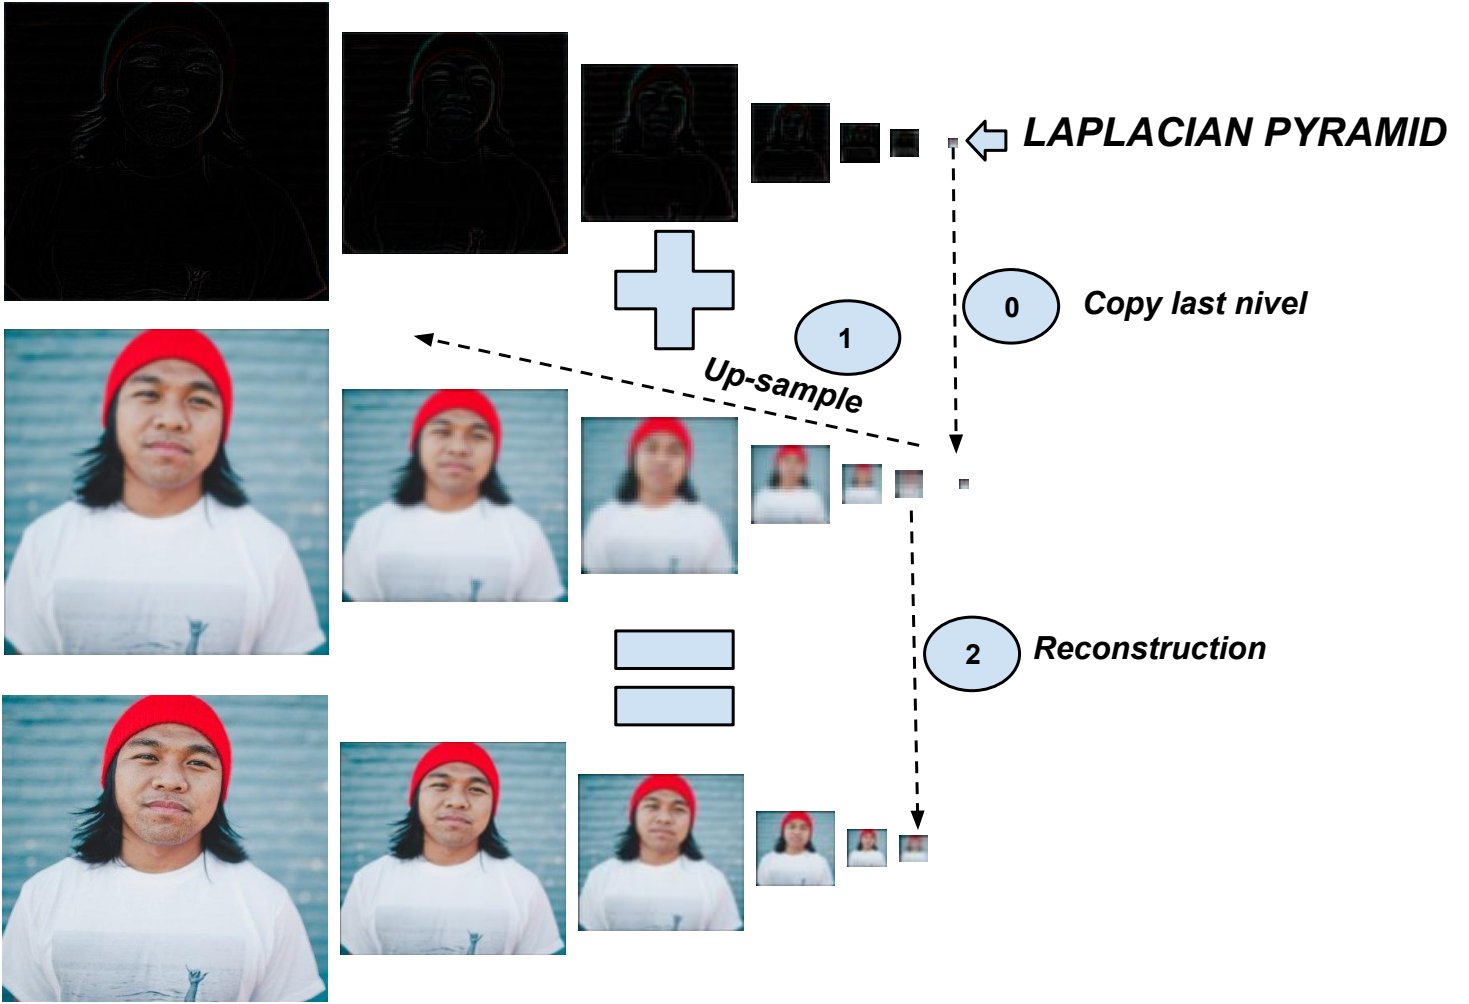 LAPLACIAN PYRAMID
0
Copy last nivel
1
Up-sample
2
Reconstruction